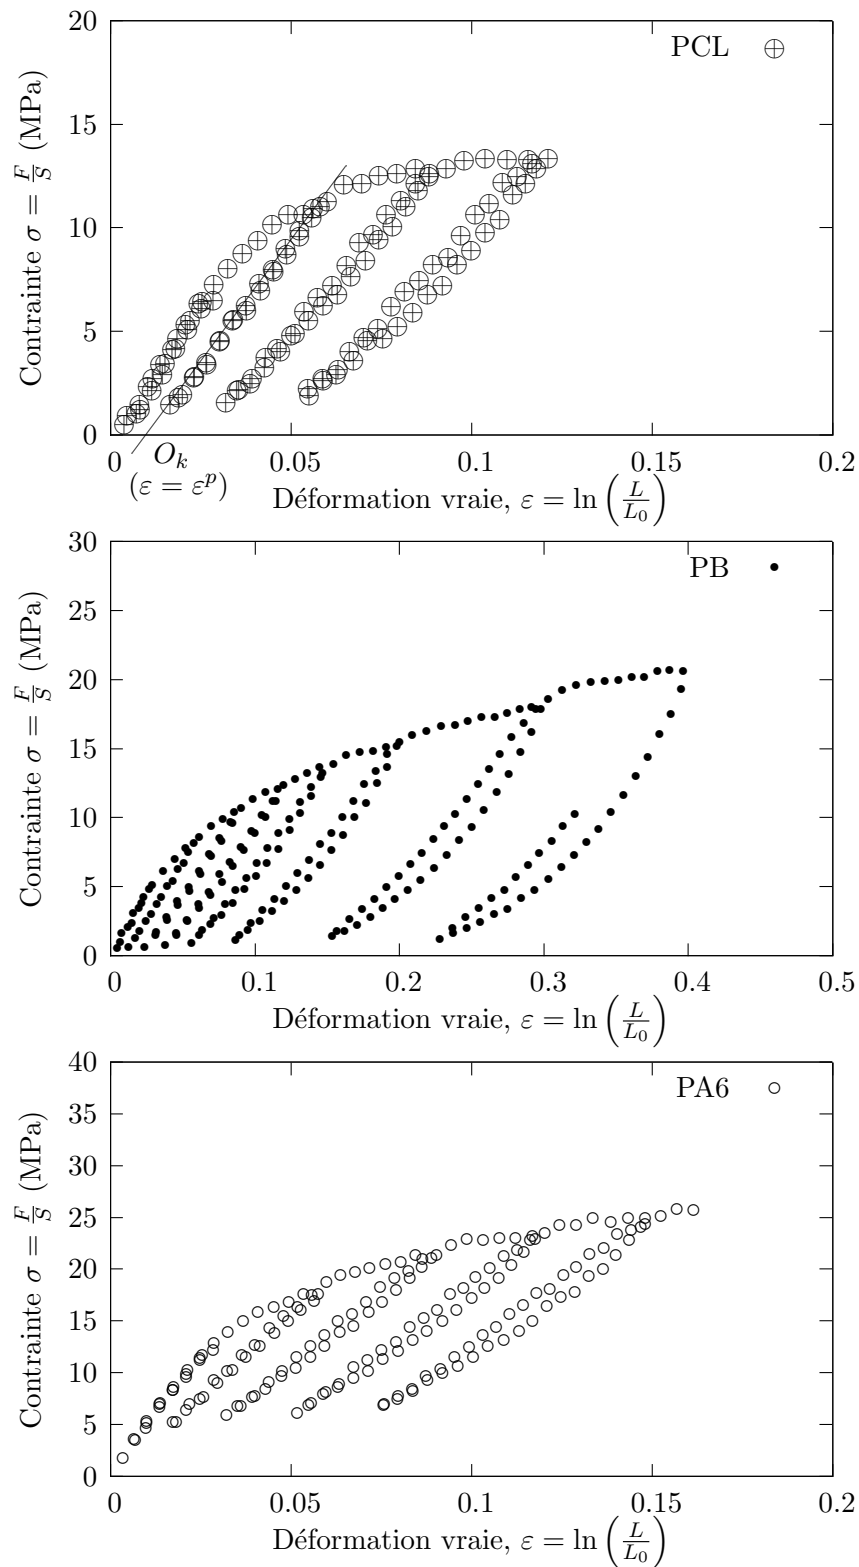 20
15
10
5
0
Contrainte σ = F/S (MPa)
PCL
O_k
(ε = ε^p)
0 0.05 0.1 0.15 0.2
Déformation vraie, ε = ln (L/L_0)
30
25
20
15
10
5
0
Contrainte σ = F/S (MPa)
PB
0 0.1 0.2 0.3 0.4 0.5
Déformation vraie, ε = ln (L/L_0)
40
35
30
25
20
15
10
5
0
Contrainte σ = F/S (MPa)
PA6
0 0.05 0.1 0.15 0.2
Déformation vraie, ε = ln (L/L_0)